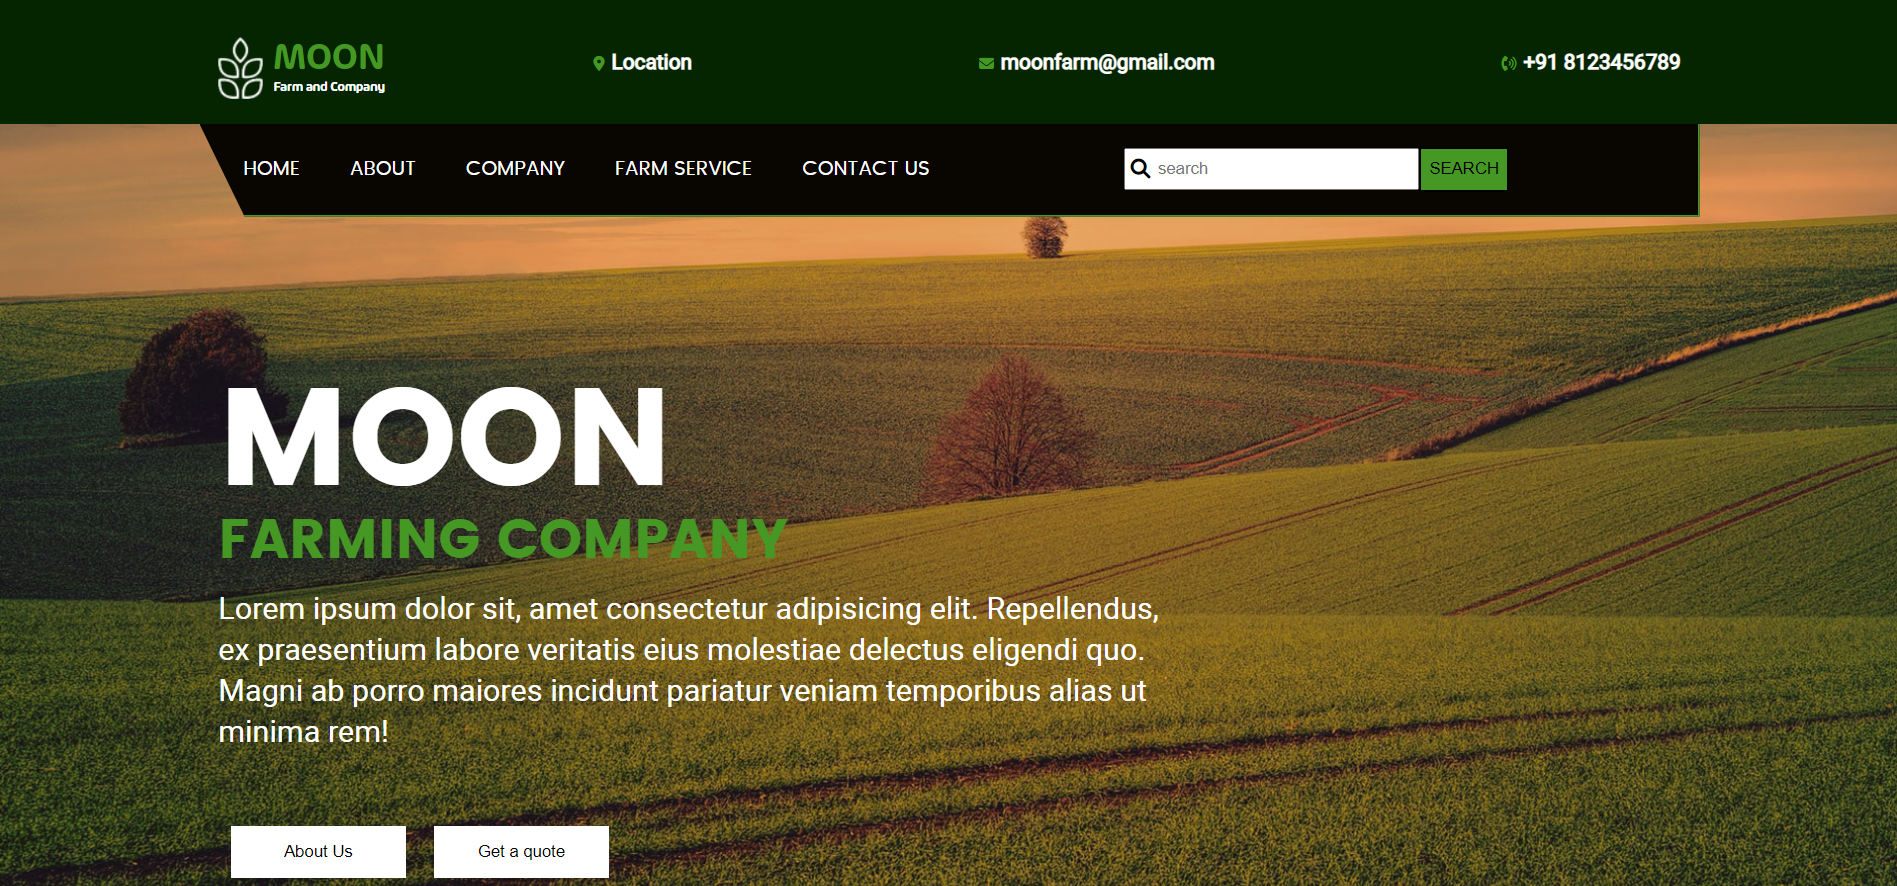 MOON
Farm and Company
Location
moonfarm@gmail.com
+91 8123456789
HOME
ABOUT
COMPANY
FARM SERVICE
CONTACT US
search
SEARCH
MOON
FARMING COMPANY
Lorem ipsum dolor sit, amet consectetur adipisicing elit. Repellendus,
ex praesentium labore veritatis eius molestiae delectus eligendi quo.
Magni ab porro maiores incidunt pariatur veniam temporibus alias ut
minima rem!
About Us
Get a quote